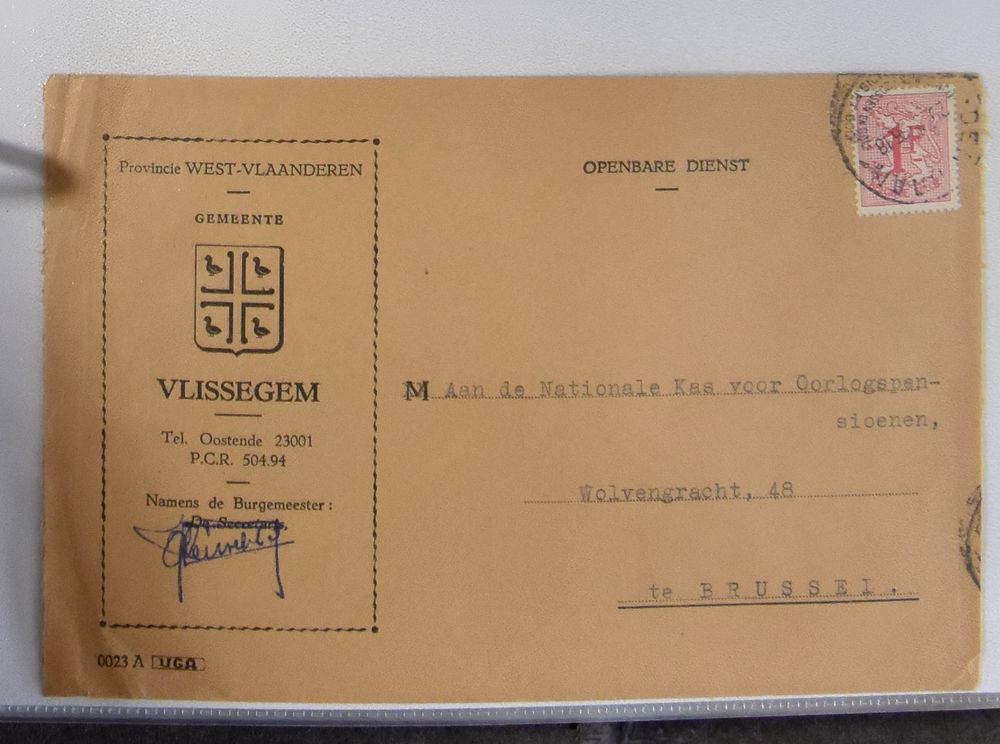 Provincie WEST-VLAANDEREN
GEMEENTE
VLISSEGEM
Tel. Oostende 23001
P.C.R. 504.94
Namens de Burgemeester :
De Secretaris,
0023 A UGA
OPENBARE DIENST
1F
M Aan de Nationale Kas voor Oorlogspen-
sioenen,
Wolvengracht, 48
te BRUSSEL.